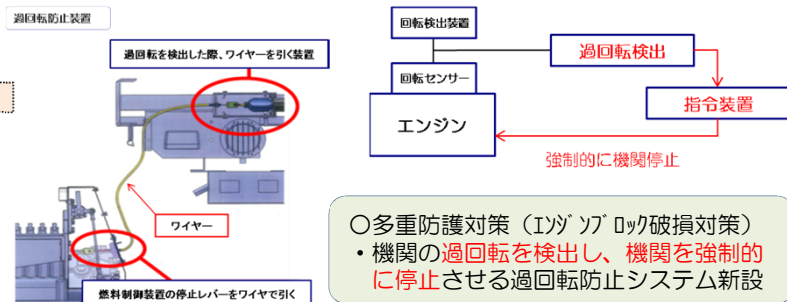 過回転防止装置
過回転を検出した際、ワイヤーを引く装置
ワイヤー
燃料制御装置の停止レバーをワイヤで引く
回転検出装置
回転センサー
エンジン
過回転検出
指令装置
強制的に機関停止
〇多重防護対策（ｴﾝｼﾞﾝﾌﾞﾛｯｸ破損対策）
・機関の過回転を検出し、機関を強制的
に停止させる過回転防止システム新設